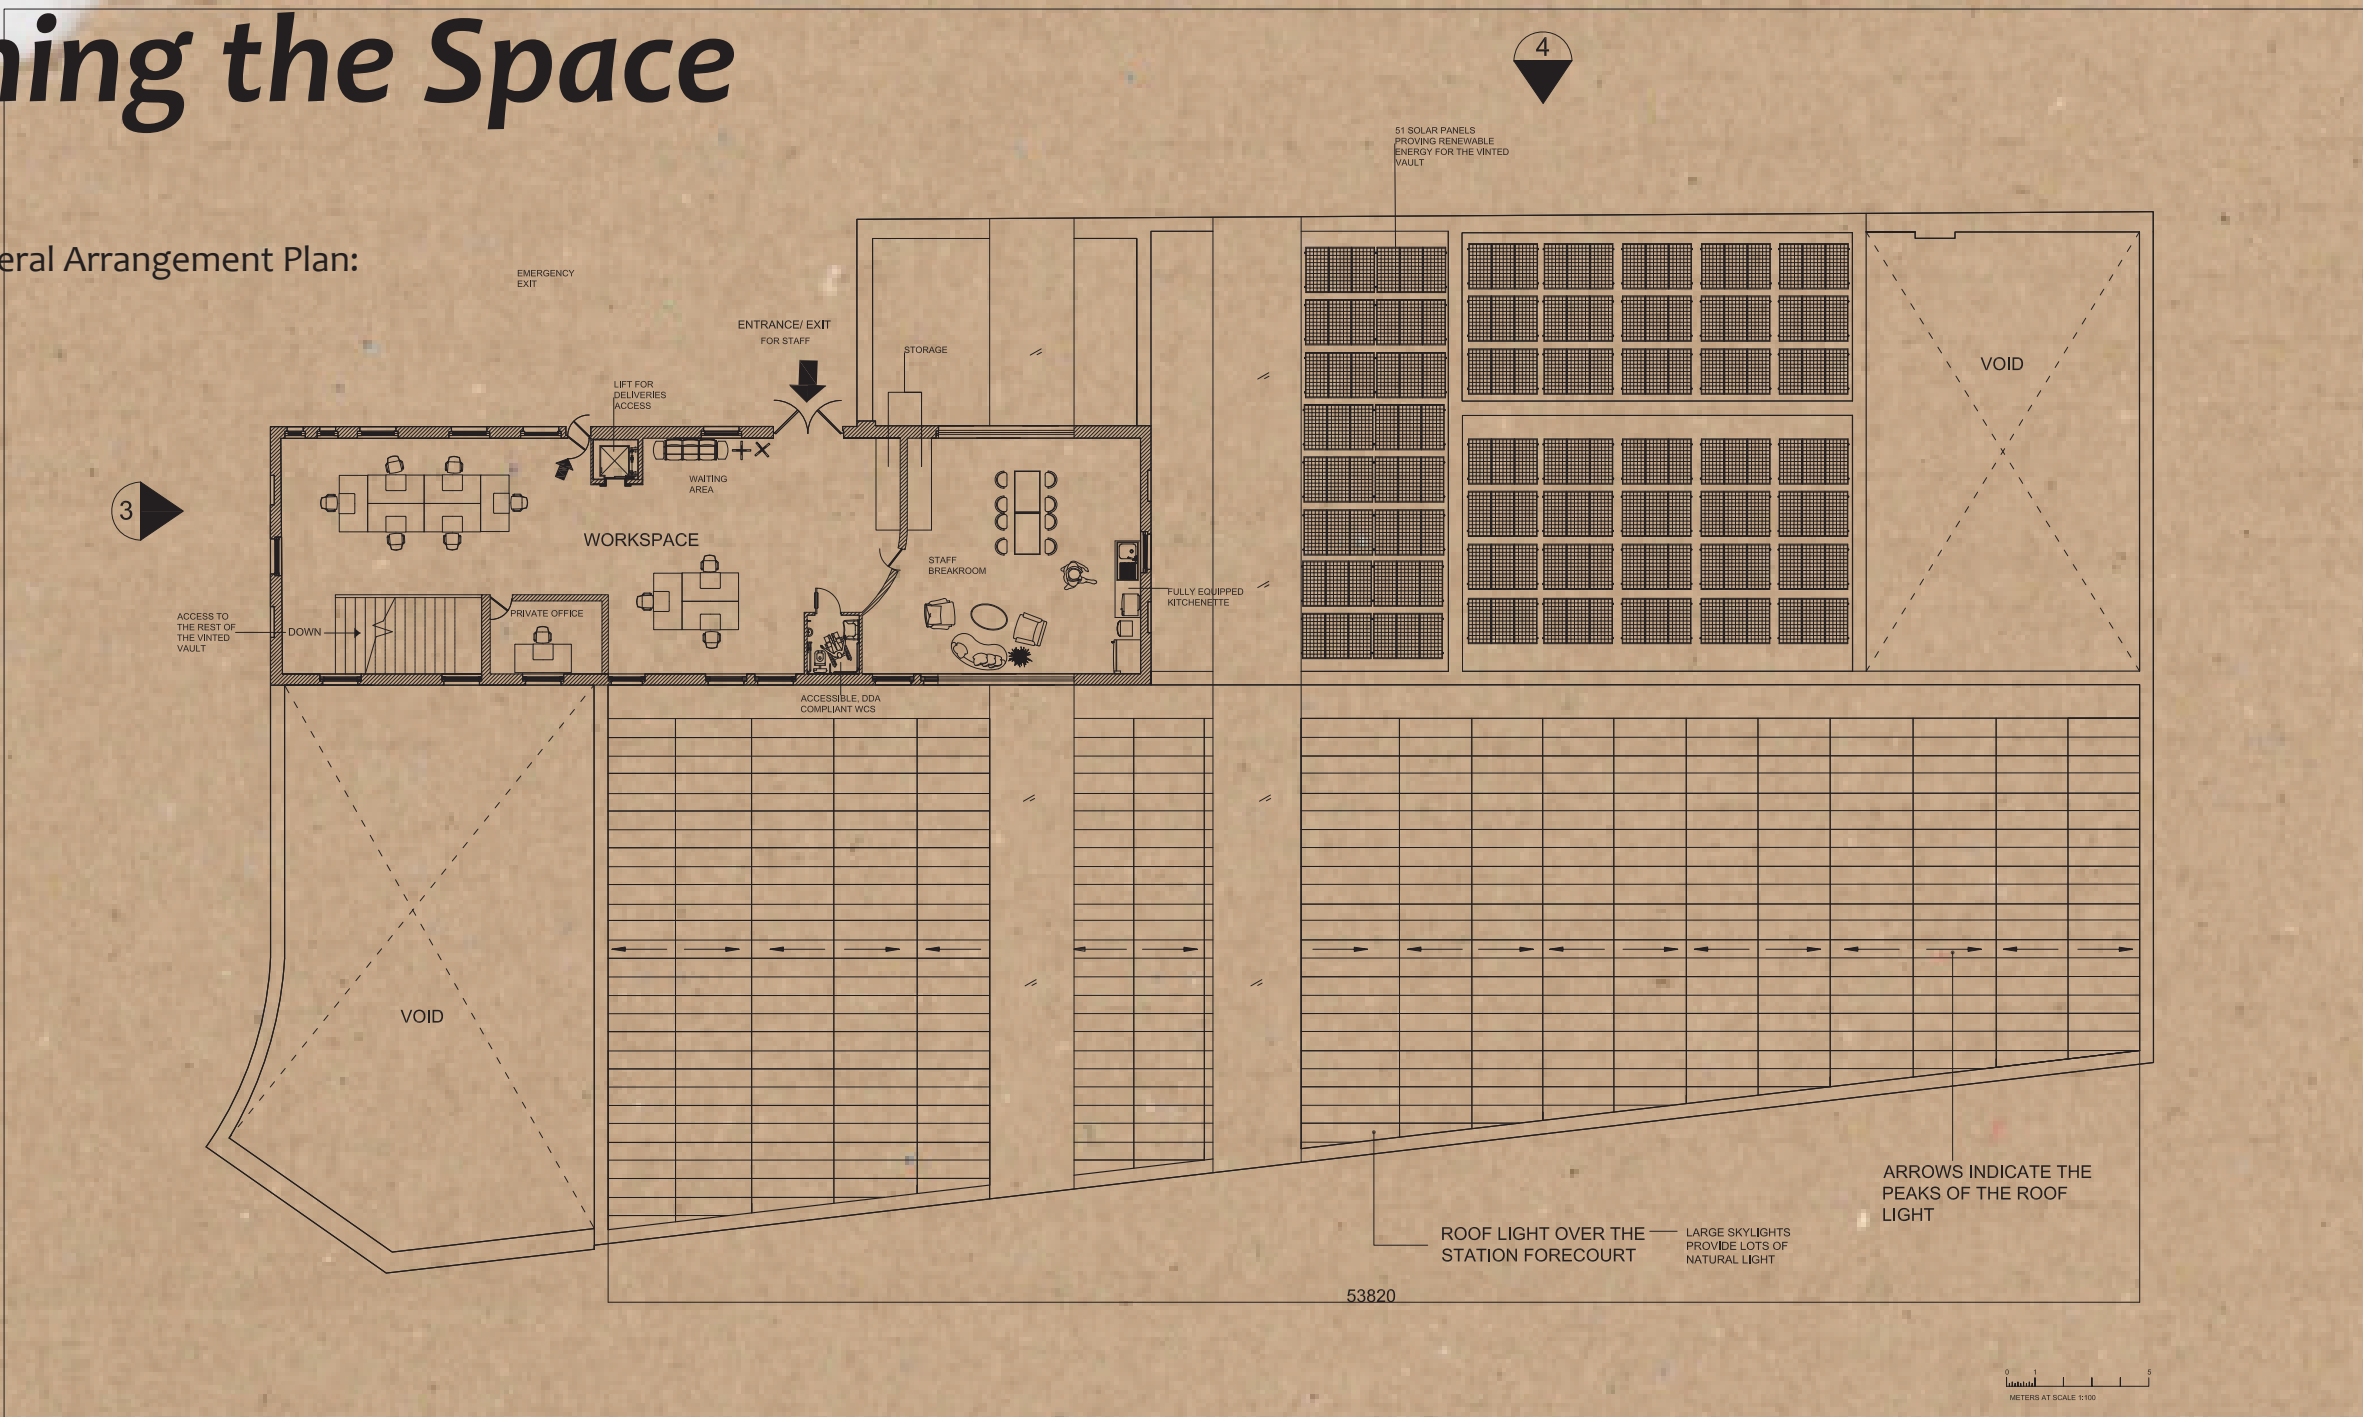 ning the Space
4
51 SOLAR PANELS
PROVING RENEWABLE
ENERGY FOR THE VINTED
VAULT
eral Arrangement Plan:
EMERGENCY
EXIT
ENTRANCE/ EXIT
FOR STAFF
STORAGE
VOID
LIFT FOR
DELIVERIES
ACCESS
WAITING
AREA
3
WORKSPACE
STAFF
BREAKROOM
FULLY EQUIPPED
KITCHENETTE
ACCESS TO
THE REST OF
THE VINTED
VAULT
DOWN
PRIVATE OFFICE
ACCESSIBLE, DDA
COMPLIANT WCS
VOID
ARROWS INDICATE THE
PEAKS OF THE ROOF
LIGHT
ROOF LIGHT OVER THE
STATION FORECOURT
LARGE SKYLIGHTS
PROVIDE LOTS OF
NATURAL LIGHT
53820
0 1 5
METERS AT SCALE 1:100